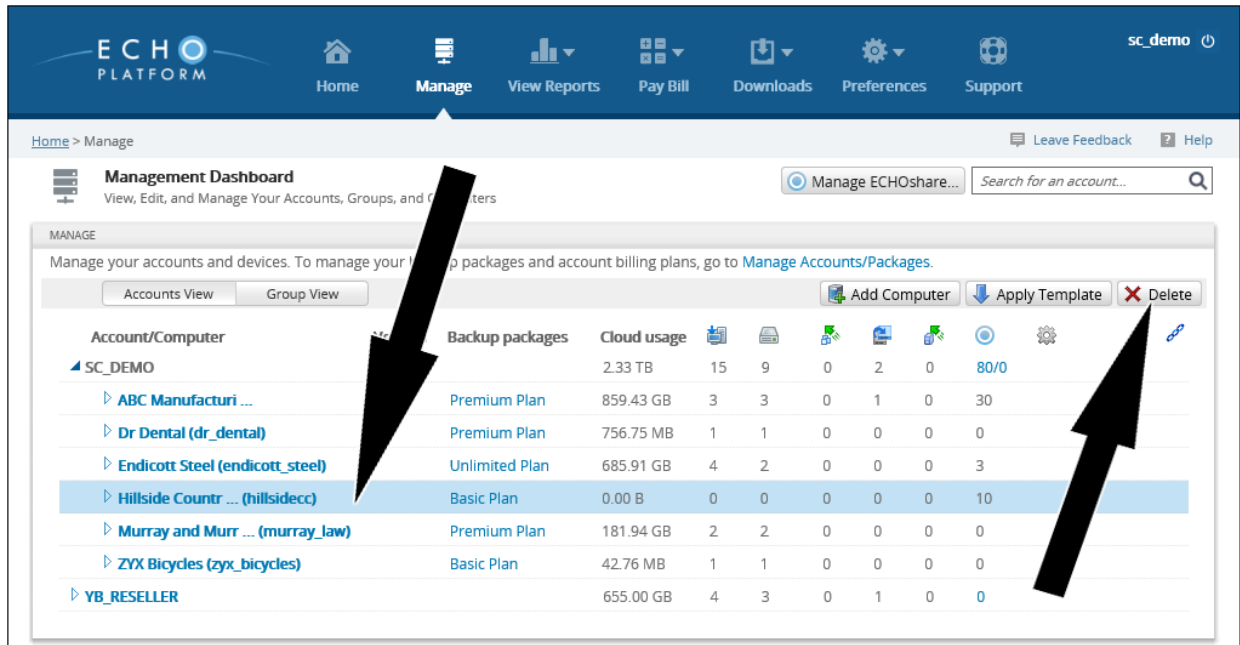 ECHO
PLATFORM
Home
Manage
View Reports
Pay Bill
Downloads
Preferences
Support
sc_demo
Home > Manage
Leave Feedback
? Help
Management Dashboard
View, Edit, and Manage Your Accounts, Groups, and
Manage ECHOshare...
Search for an account...
MANAGE
Manage your accounts and devices. To manage your packages and account billing plans, go to Manage Accounts/Packages.
Accounts View Group View Add Computer Apply Template Delete
Account/Computer Backup packages Cloud usage
SC_DEMO 2.33 TB 15 9 0 2 0 80/0
ABC Manufacturi ... Premium Plan 859.43 GB 3 3 0 1 0 30
Dr Dental (dr_dental) Premium Plan 756.75 MB 1 1 0 0 0 0
Endicott Steel (endicott_steel) Unlimited Plan 685.91 GB 4 2 0 0 0 3
Hillside Countr ... (hillsidecc) Basic Plan 0.00 B 0 0 0 0 0 10
Murray and Murr ... (murray_law) Premium Plan 181.94 GB 2 2 0 0 0 0
ZYX Bicycles (zyx_bicycles) Basic Plan 42.76 MB 1 1 0 0 0 0
YB_RESELLER 655.00 GB 4 3 0 1 0 0